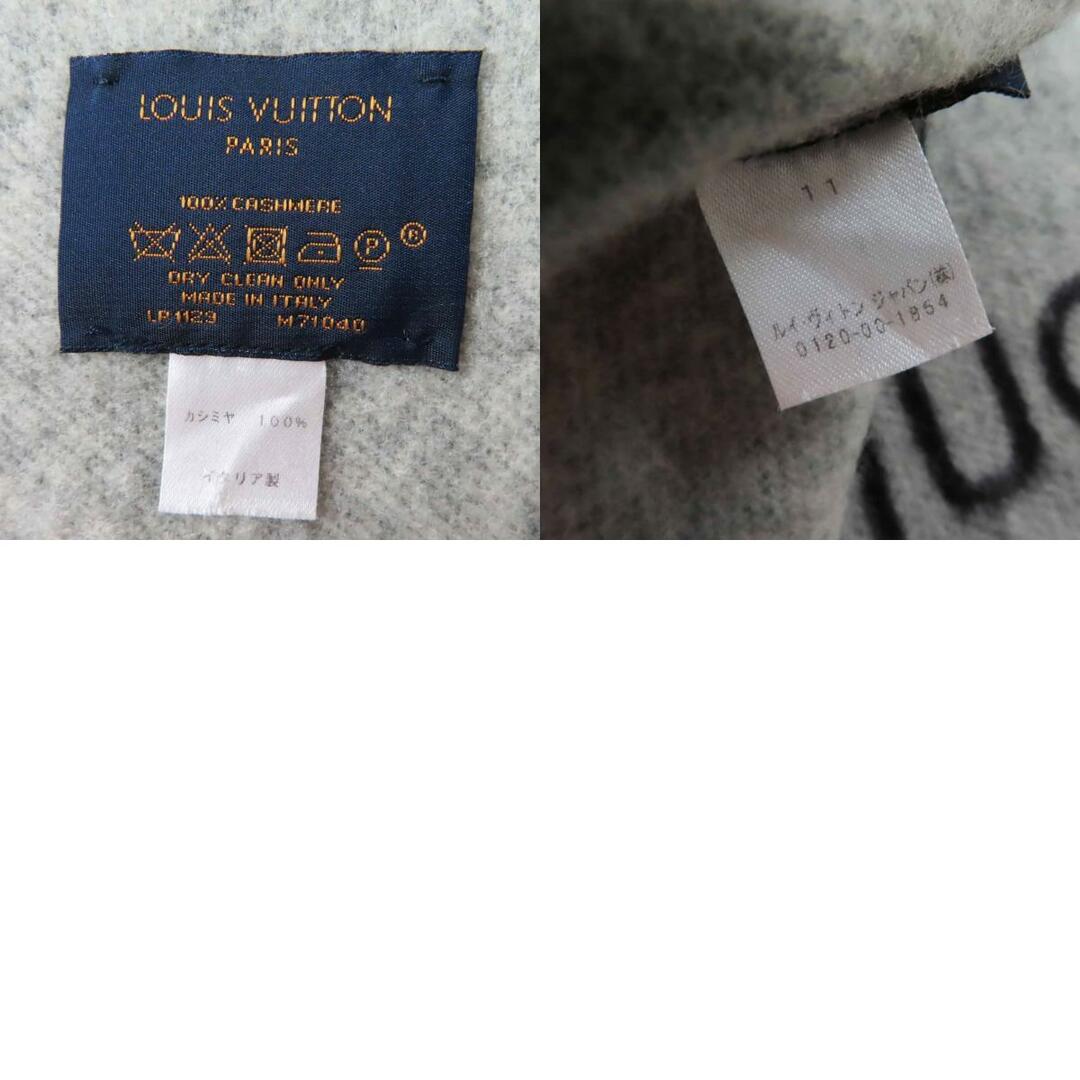 LOUIS VUITTON
PARIS
100% CASHMERE
P
DRY CLEAN ONLY
MADE IN ITALY
LP1123 M71040
カシミヤ 100%
イタリア製
11
ルイ・ヴィトン ジャパン(株)
0120-00-1854